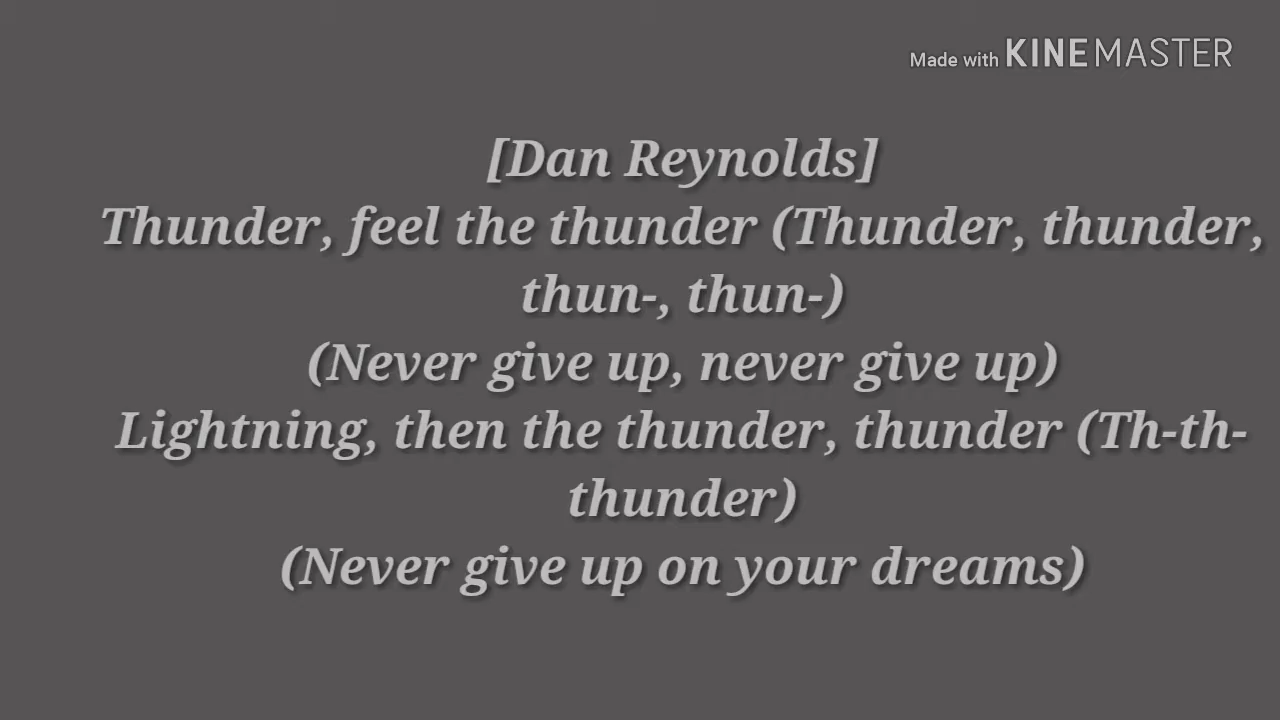 Made with KINEMASTER
[Dan Reynolds]
Thunder, feel the thunder (Thunder, thunder,
thun-, thun-)
(Never give up, never give up)
Lightning, then the thunder, thunder (Th-th-
thunder)
(Never give up on your dreams)